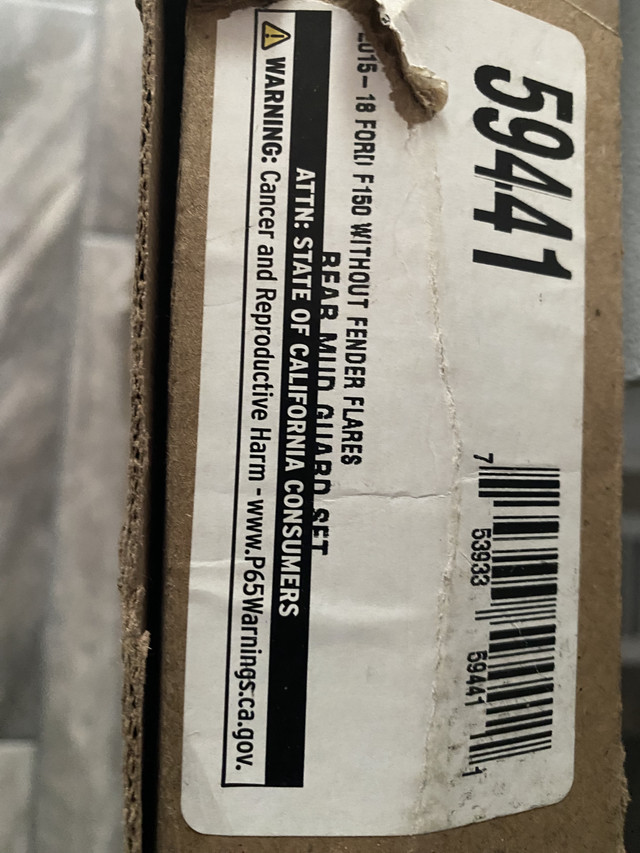 59441
7 53933 59441 1
2015-18 FORD F150 WITHOUT FENDER FLARES
REAR MUD GUARD SET
ATTN: STATE OF CALIFORNIA CONSUMERS
⚠ WARNING: Cancer and Reproductive Harm - www.P65Warnings.ca.gov.